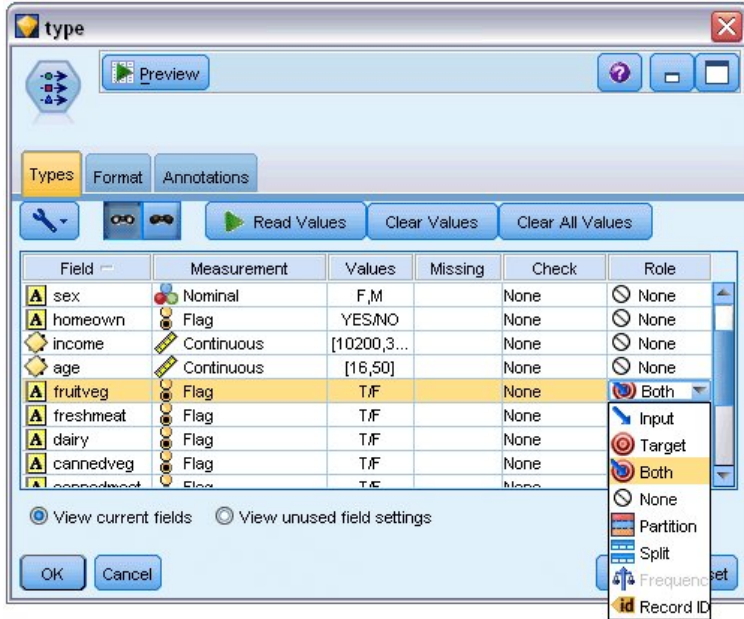 type
Preview
Types Format Annotations
Read Values Clear Values Clear All Values
Field Measurement Values Missing Check Role
A sex Nominal F,M None None
A homeown Flag YES/NO None None
income Continuous [10200,3... None None
age Continuous [16,50] None None
A fruitveg Flag T/F None Both
A freshmeat Flag T/F None
A dairy Flag T/F None
A cannedveg Flag T/F None
Input
Target
Both
None
Partition
Split
Frequenc
id Record ID
View current fields View unused field settings
OK Cancel